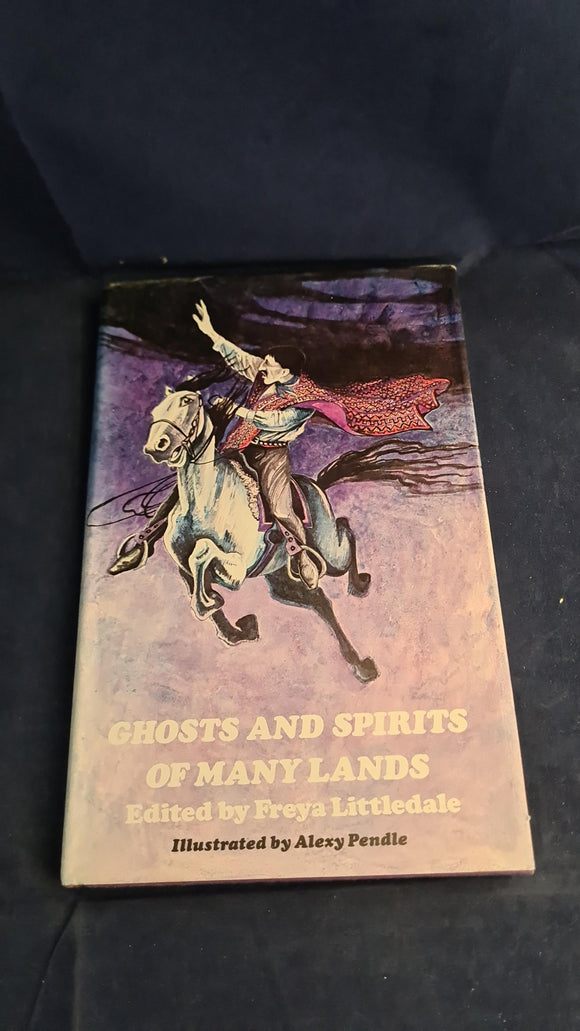 GHOSTS AND SPIRITS
OF MANY LANDS
Edited by Freya Littledale
Illustrated by Alexy Pendle